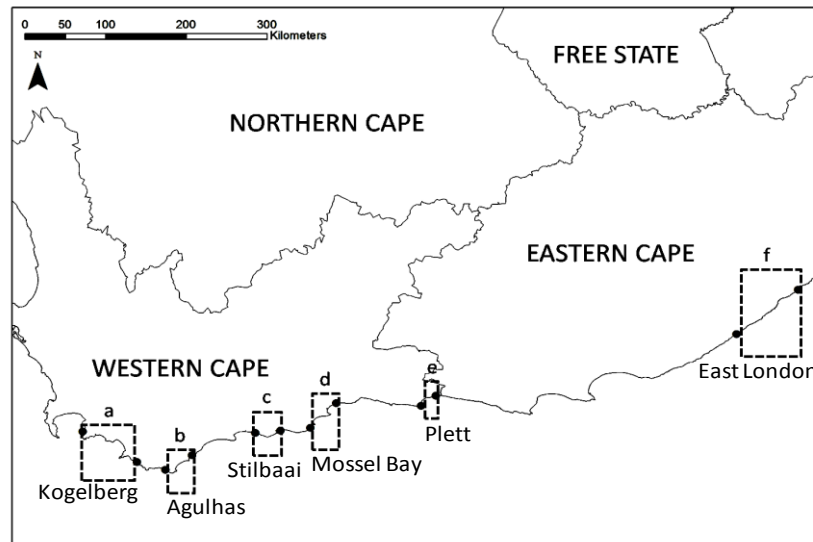 0 50 100 200 300
Kilometers
N
FREE STATE
NORTHERN CAPE
EASTERN CAPE
f
WESTERN CAPE
East London
e
d
c
a
b
Plett
Stilbaai
Mossel Bay
Kogelberg
Agulhas